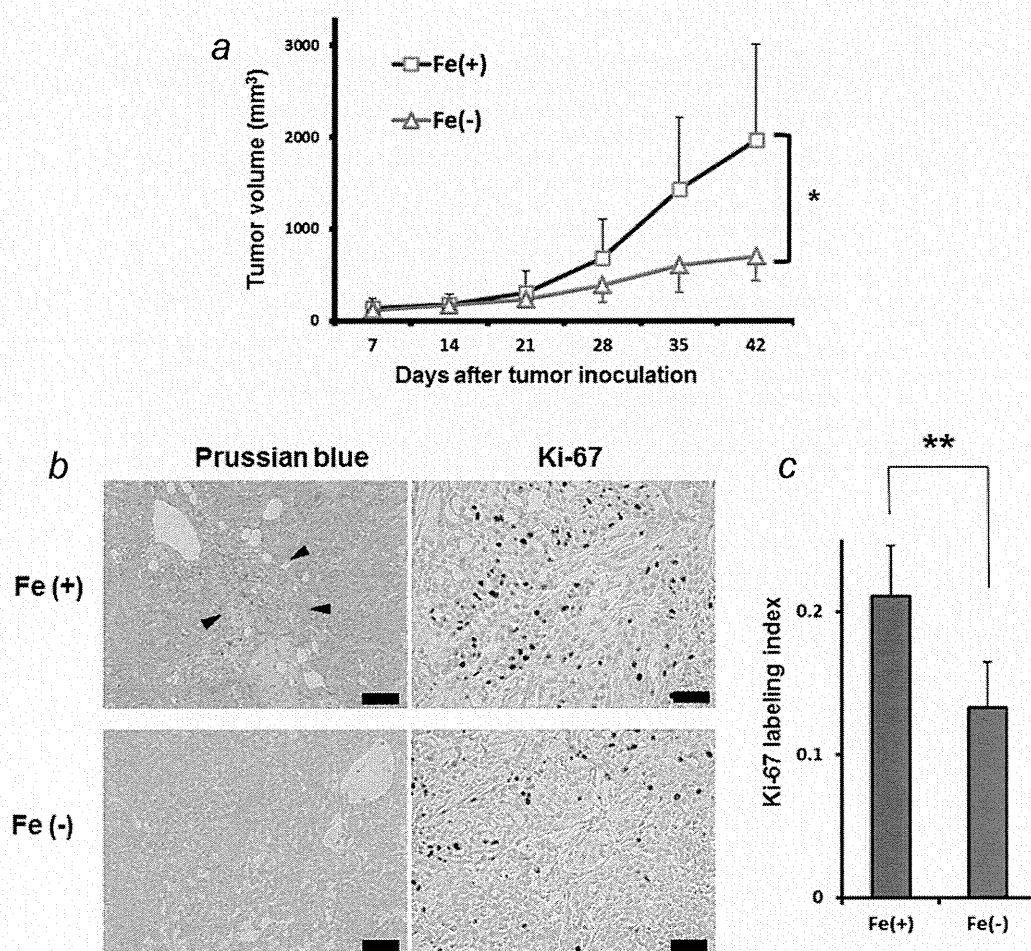 a
Tumor volume (mm³)
3000
2000
1000
0
Fe(+)
Fe(-)
*
7 14 21 28 35 42
Days after tumor inoculation
b
Prussian blue Ki-67
Fe (+)
Fe (-)
c
**
Ki-67 labeling index
0.2
0.1
0
Fe(+) Fe(-)